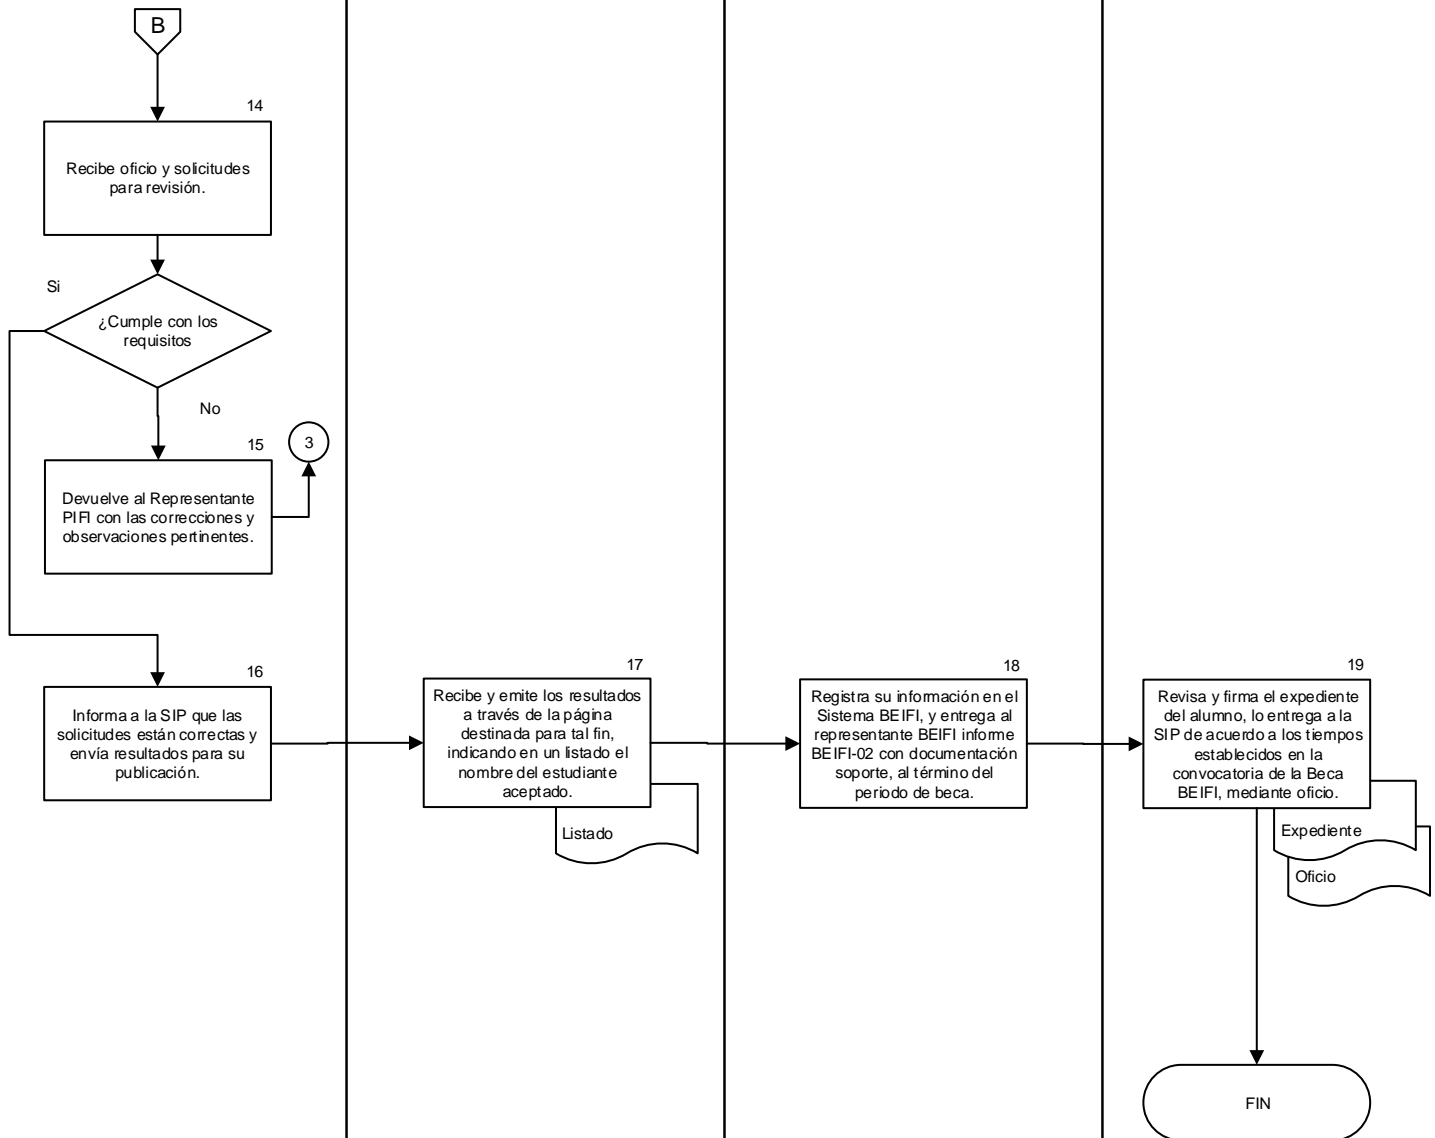 B
14
Recibe oficio y solicitudes
para revisión.
Si
¿Cumple con los
requisitos
No
15
3
Devuelve al Representante
PIFI con las correcciones y
observaciones pertinentes.
16
Informa a la SIP que las
solicitudes están correctas y
envía resultados para su
publicación.
17
Recibe y emite los resultados
a través de la página
destinada para tal fin,
indicando en un listado el
nombre del estudiante
aceptado.
Listado
18
Registra su información en el
Sistema BEIFI, y entrega al
representante BEIFI informe
BEIFI-02 con documentación
soporte, al término del
periodo de beca.
19
Revisa y firma el expediente
del alumno, lo entrega a la
SIP de acuerdo a los tiempos
establecidos en la
convocatoria de la Beca
BEIFI, mediante oficio.
Expediente
Oficio
FIN